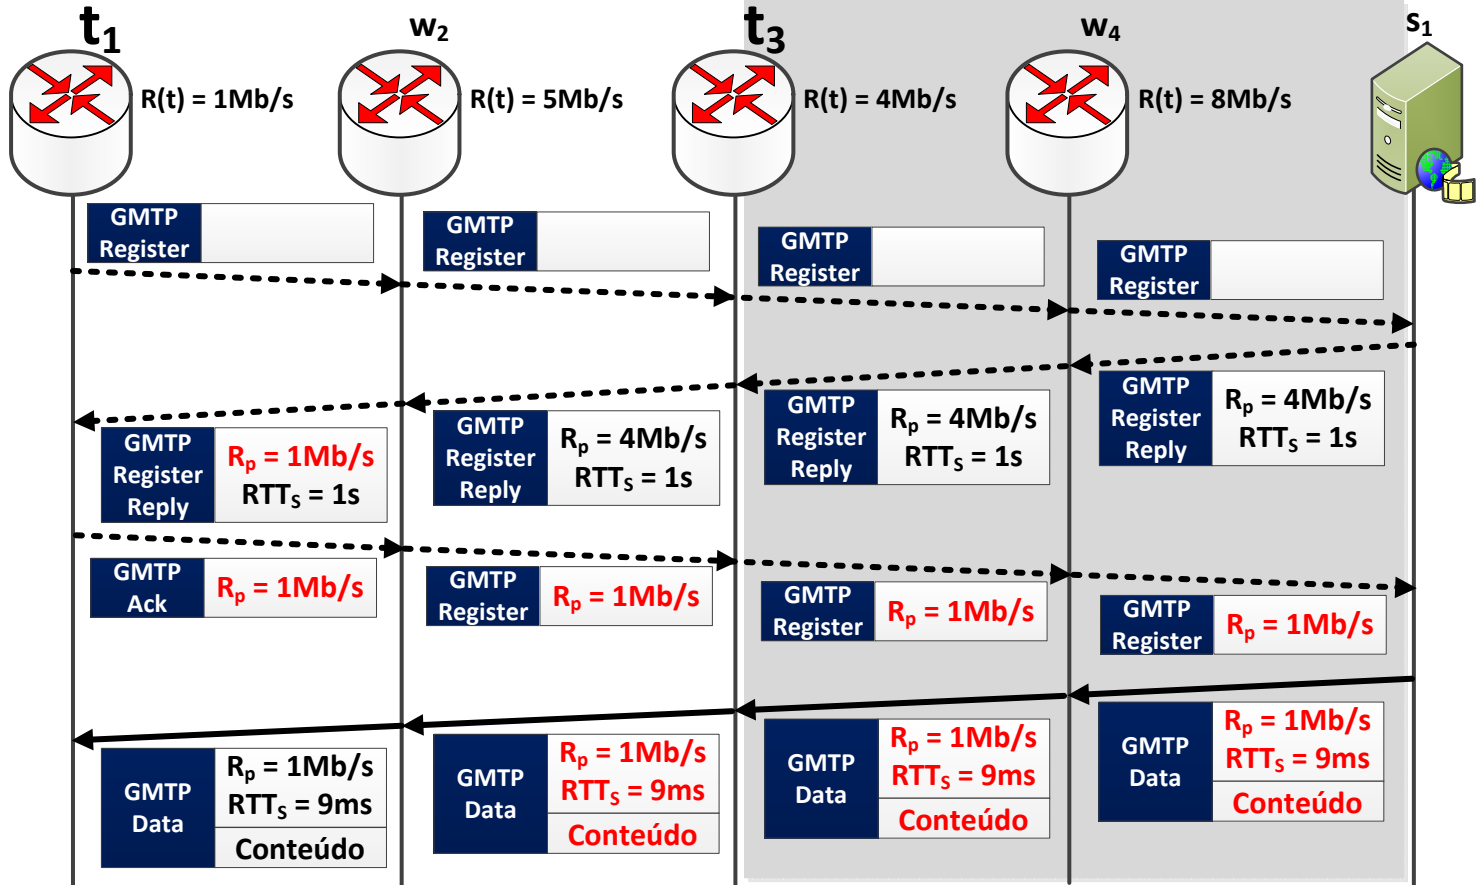 t₁
w₂
t₃
w₄
s₁
R(t) = 1Mb/s
R(t) = 5Mb/s
R(t) = 4Mb/s
R(t) = 8Mb/s
GMTP
Register
GMTP
Register
GMTP
Register
GMTP
Register
GMTP
Register
Reply
Rₚ = 1Mb/s
RTTₛ = 1s
GMTP
Register
Reply
Rₚ = 4Mb/s
RTTₛ = 1s
GMTP
Register
Reply
Rₚ = 4Mb/s
RTTₛ = 1s
GMTP
Register
Reply
Rₚ = 4Mb/s
RTTₛ = 1s
GMTP
Ack
Rₚ = 1Mb/s
GMTP
Register
Rₚ = 1Mb/s
GMTP
Register
Rₚ = 1Mb/s
GMTP
Register
Rₚ = 1Mb/s
GMTP
Data
Rₚ = 1Mb/s
RTTₛ = 9ms
Conteúdo
GMTP
Data
Rₚ = 1Mb/s
RTTₛ = 9ms
Conteúdo
GMTP
Data
Rₚ = 1Mb/s
RTTₛ = 9ms
Conteúdo
GMTP
Data
Rₚ = 1Mb/s
RTTₛ = 9ms
Conteúdo